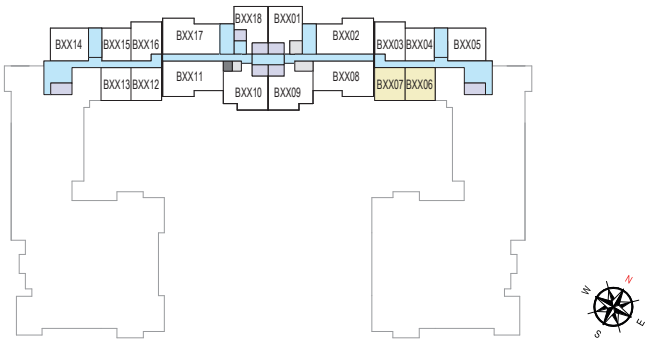 BXX18 BXX01
BXX17 BXX02
BXX14 BXX15 BXX16 BXX03 BXX04 BXX05
BXX11 BXX08
BXX13 BXX12 BXX07 BXX06
BXX10 BXX09
N
W
E
S